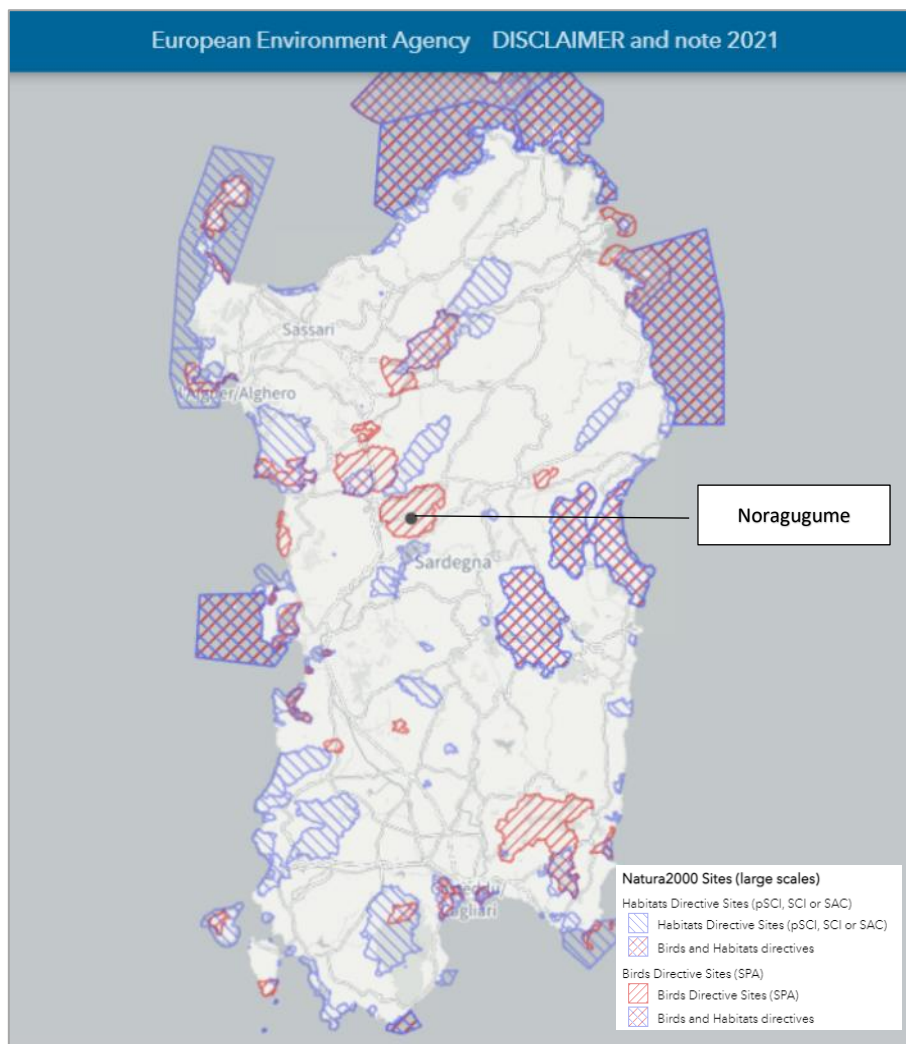 European Environment Agency DISCLAIMER and note 2021
Sassari
l'Alguer/Alghero
Noragugume
Sardegna
Natura2000 Sites (large scales)
Habitats Directive Sites (pSCI, SCI or SAC)
Habitats Directive Sites (pSCI, SCI or SAC)
Birds and Habitats directives
Birds Directive Sites (SPA)
Birds Directive Sites (SPA)
Birds and Habitats directives